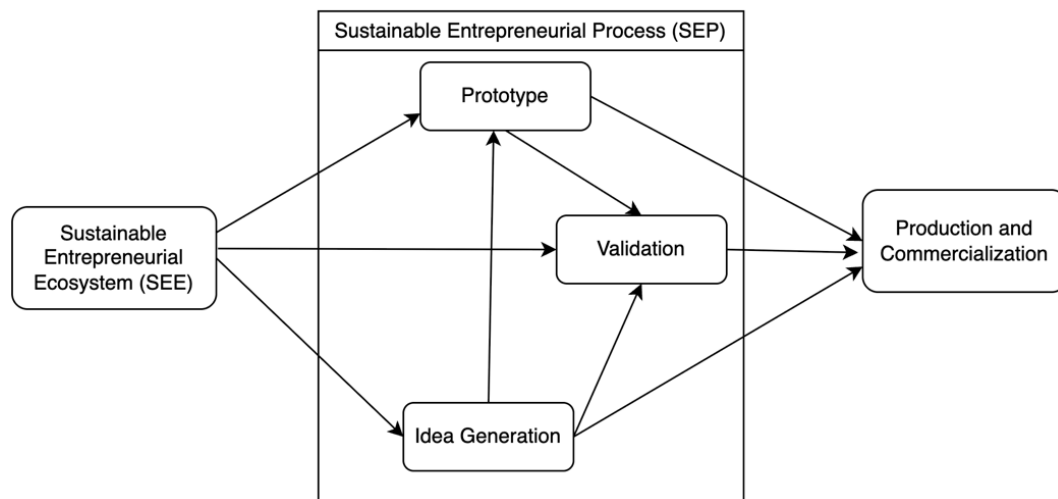 Sustainable Entrepreneurial Process (SEP)
Prototype
Sustainable
Entrepreneurial
Ecosystem (SEE)
Validation
Production and
Commercialization
Idea Generation